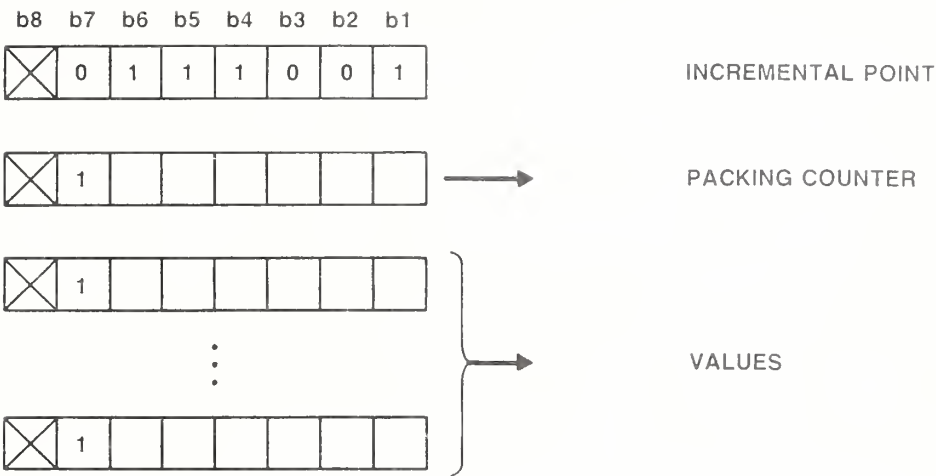 b8 b7 b6 b5 b4 b3 b2 b1
0 1 1 1 0 0 1 INCREMENTAL POINT
1 PACKING COUNTER
1
VALUES
1